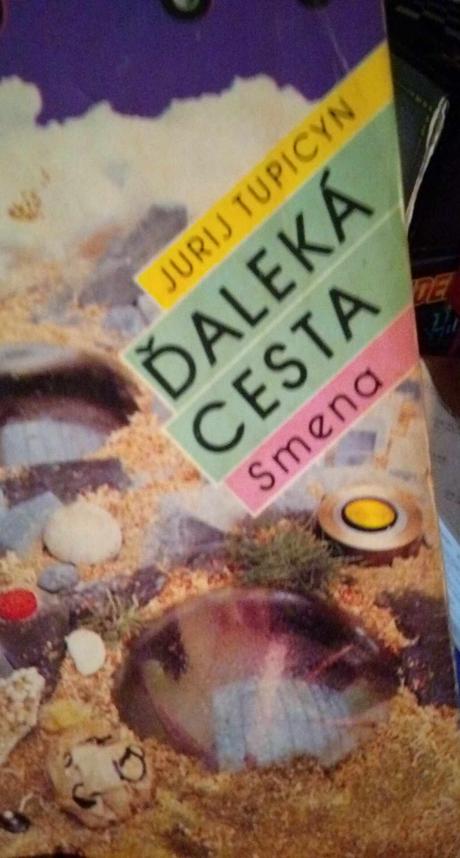 JURIJ TUPICYN
ĎALEKÁ
CESTA
smena